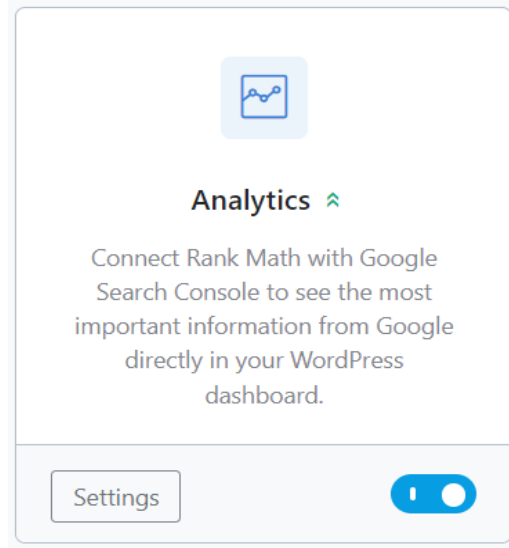 Analytics
Connect Rank Math with Google
Search Console to see the most
important information from Google
directly in your WordPress
dashboard.
Settings